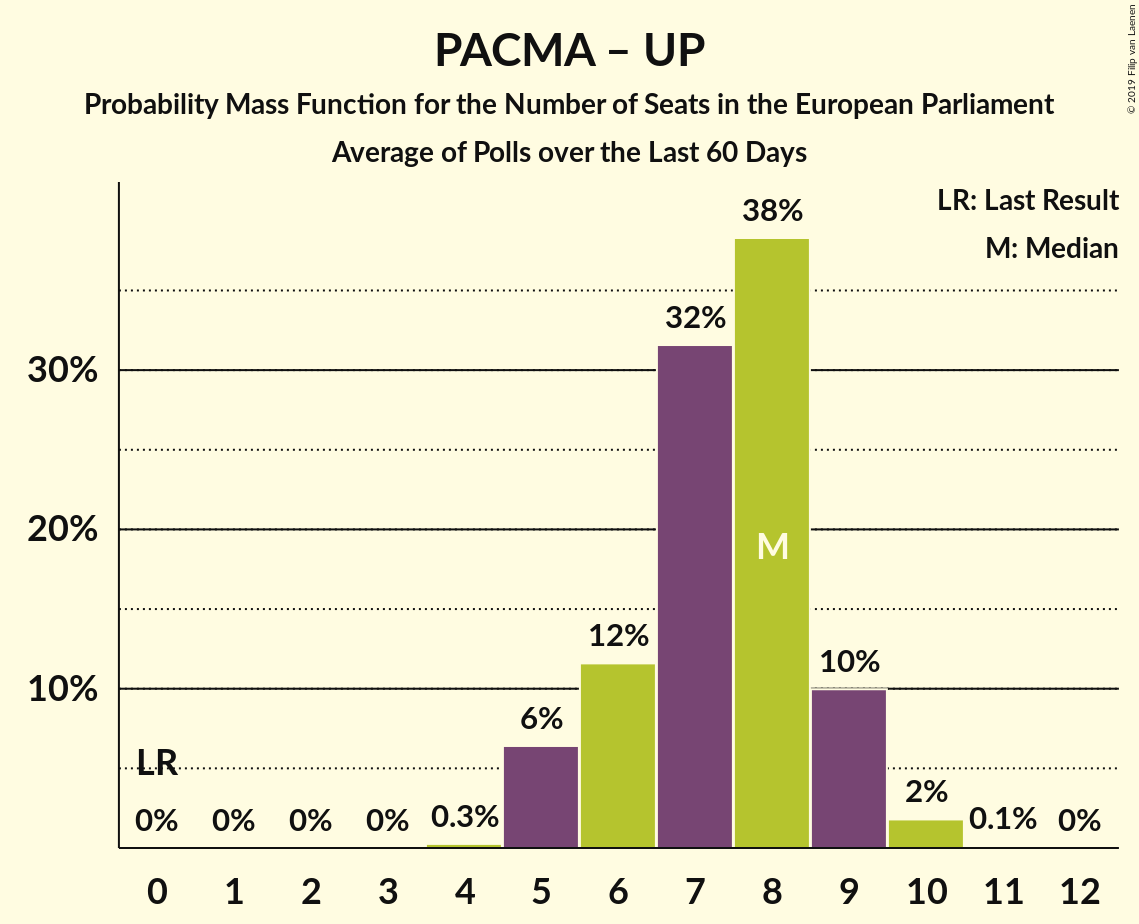 PACMA – UP
Probability Mass Function for the Number of Seats in the European Parliament
Average of Polls over the Last 60 Days
© 2019 Filip van Laenen
LR: Last Result
M: Median
38%
32%
30%
20%
M
12%
10%
10%
6%
LR
0% 0% 0% 0% 0.3% 2% 0.1% 0%
0 1 2 3 4 5 6 7 8 9 10 11 12